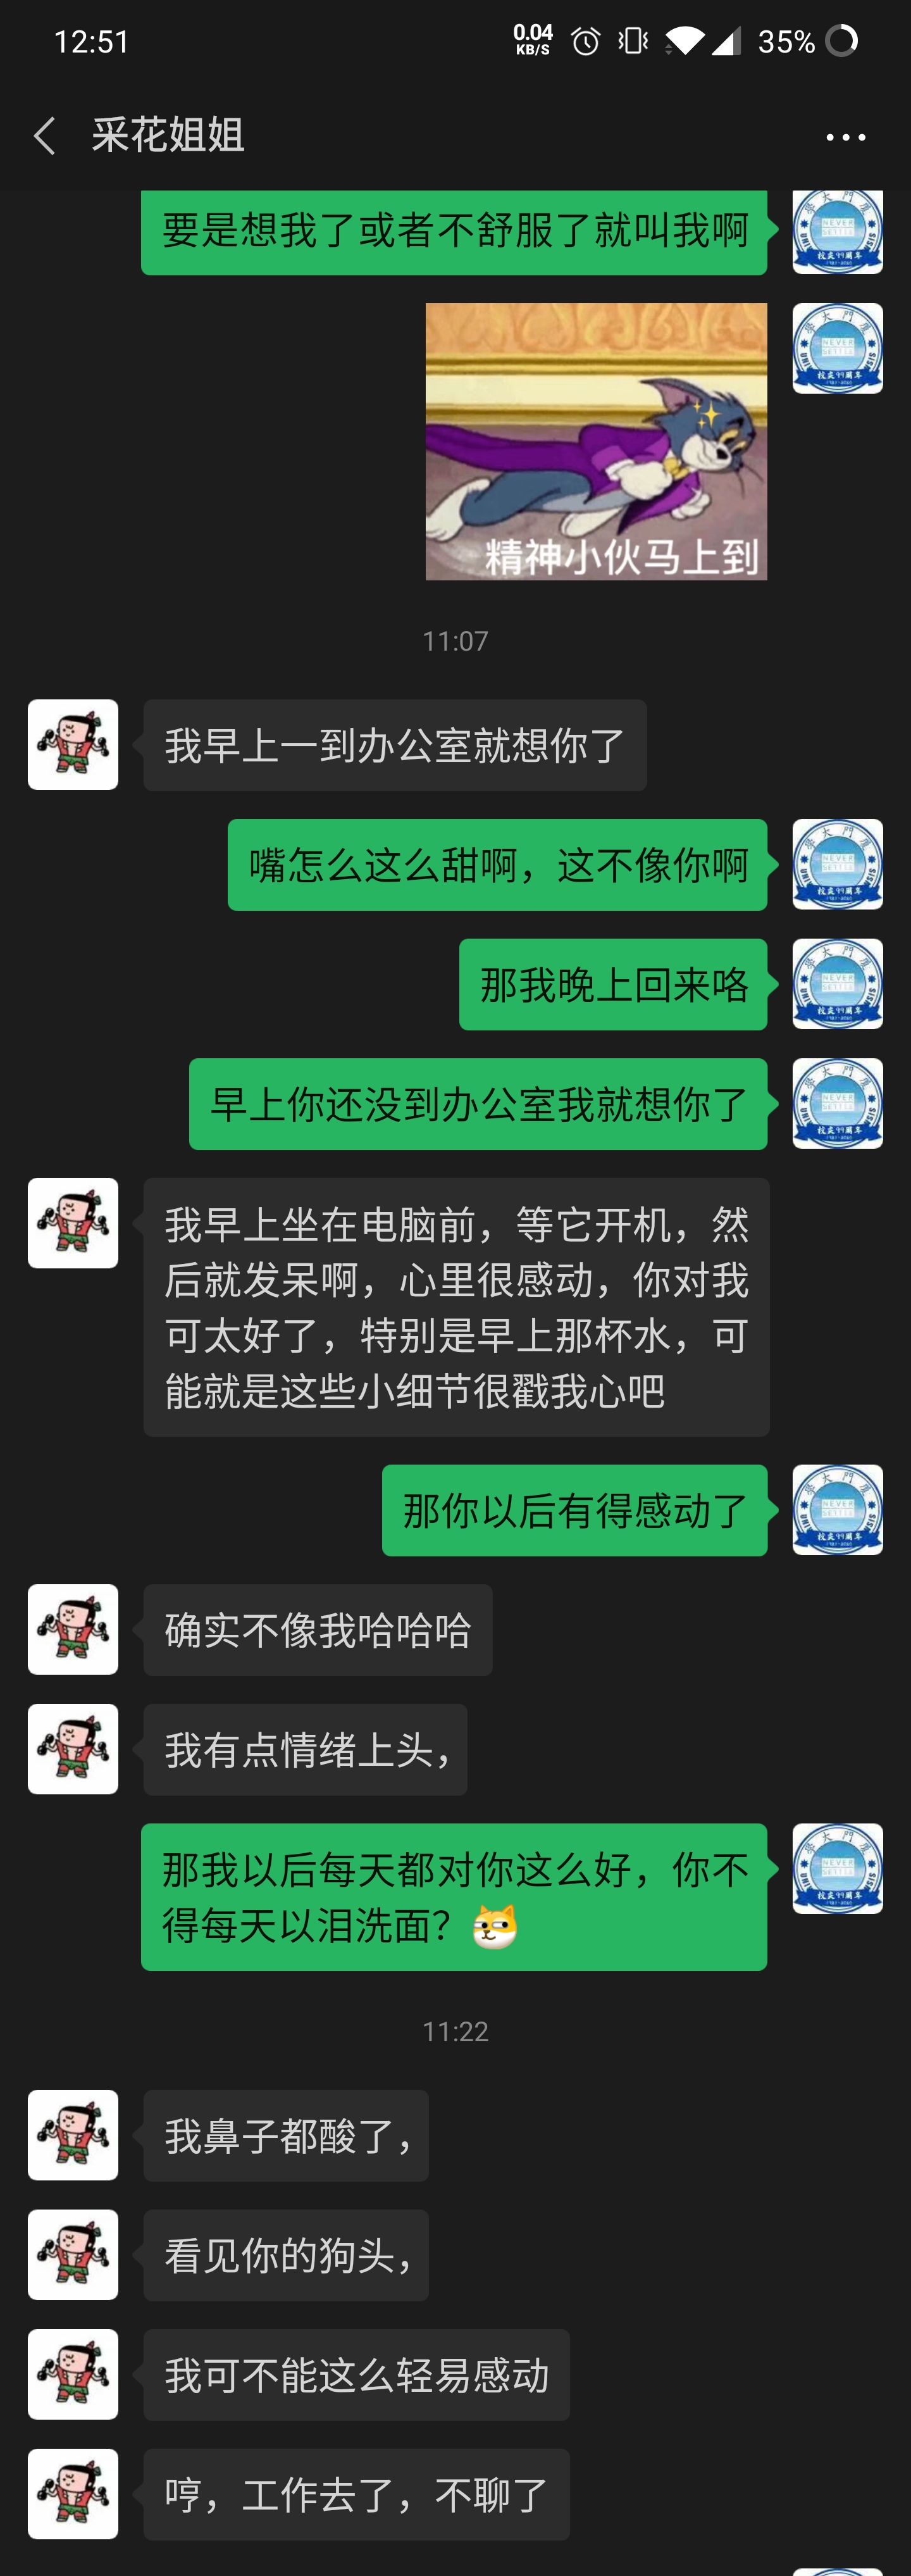 12:51
0.04
KB/S
35%
采花姐姐
要是想我了或者不舒服了就叫我啊
精神小伙马上到
11:07
我早上一到办公室就想你了
嘴怎么这么甜啊，这不像你啊
那我晚上回来咯
早上你还没到办公室我就想你了
我早上坐在电脑前，等它开机，然
后就发呆啊，心里很感动，你对我
可太好了，特别是早上那杯水，可
能就是这些小细节很戳我心吧
那你以后有得感动了
确实不像我哈哈哈
我有点情绪上头，
那我以后每天都对你这么好，你不
得每天以泪洗面？
11:22
我鼻子都酸了，
看见你的狗头，
我可不能这么轻易感动
哼，工作去了，不聊了